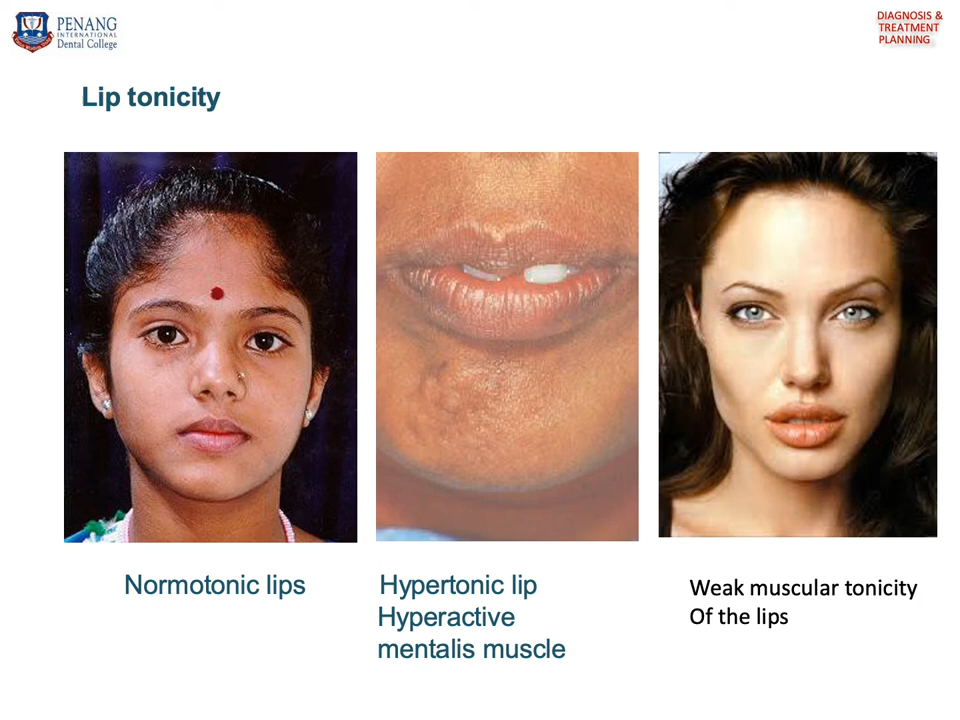 PENANG
INTERNATIONAL
Dental College
DIAGNOSIS &
TREATMENT
PLANNING
Lip tonicity
Normotonic lips
Hypertonic lip
Hyperactive
mentalis muscle
Weak muscular tonicity
Of the lips